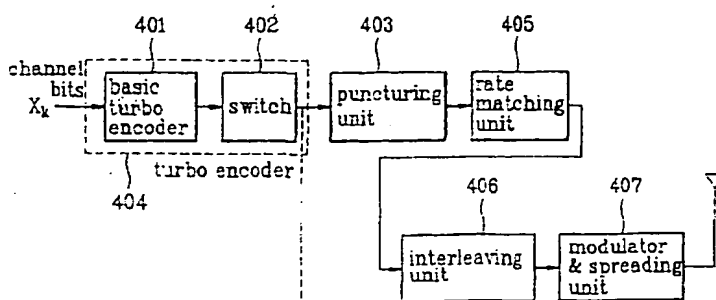 401
402
403
405
channel
bits
X_k
basic
turbo
encoder
switch
puncturing
unit
rate
matching
unit
turbo encoder
404
406
407
interleaving
unit
modulator
& spreading
unit